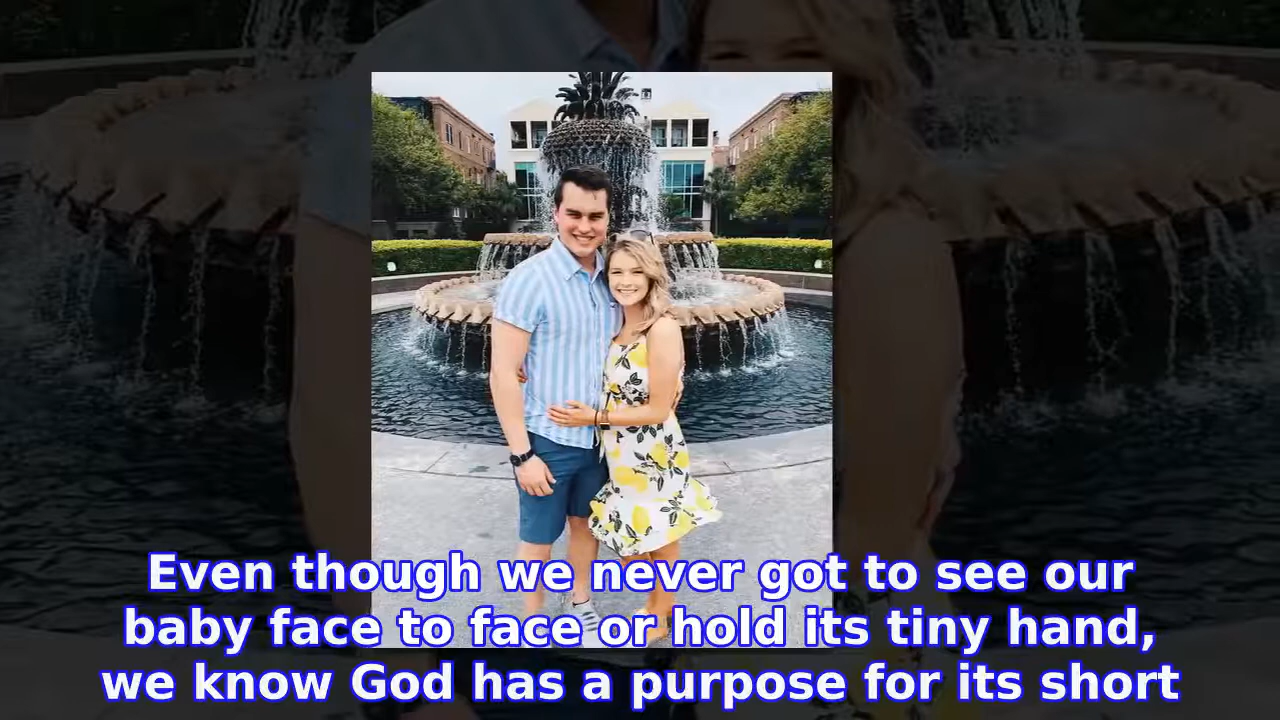 Even though we never got to see our
baby face to face or hold its tiny hand,
we know God has a purpose for its short